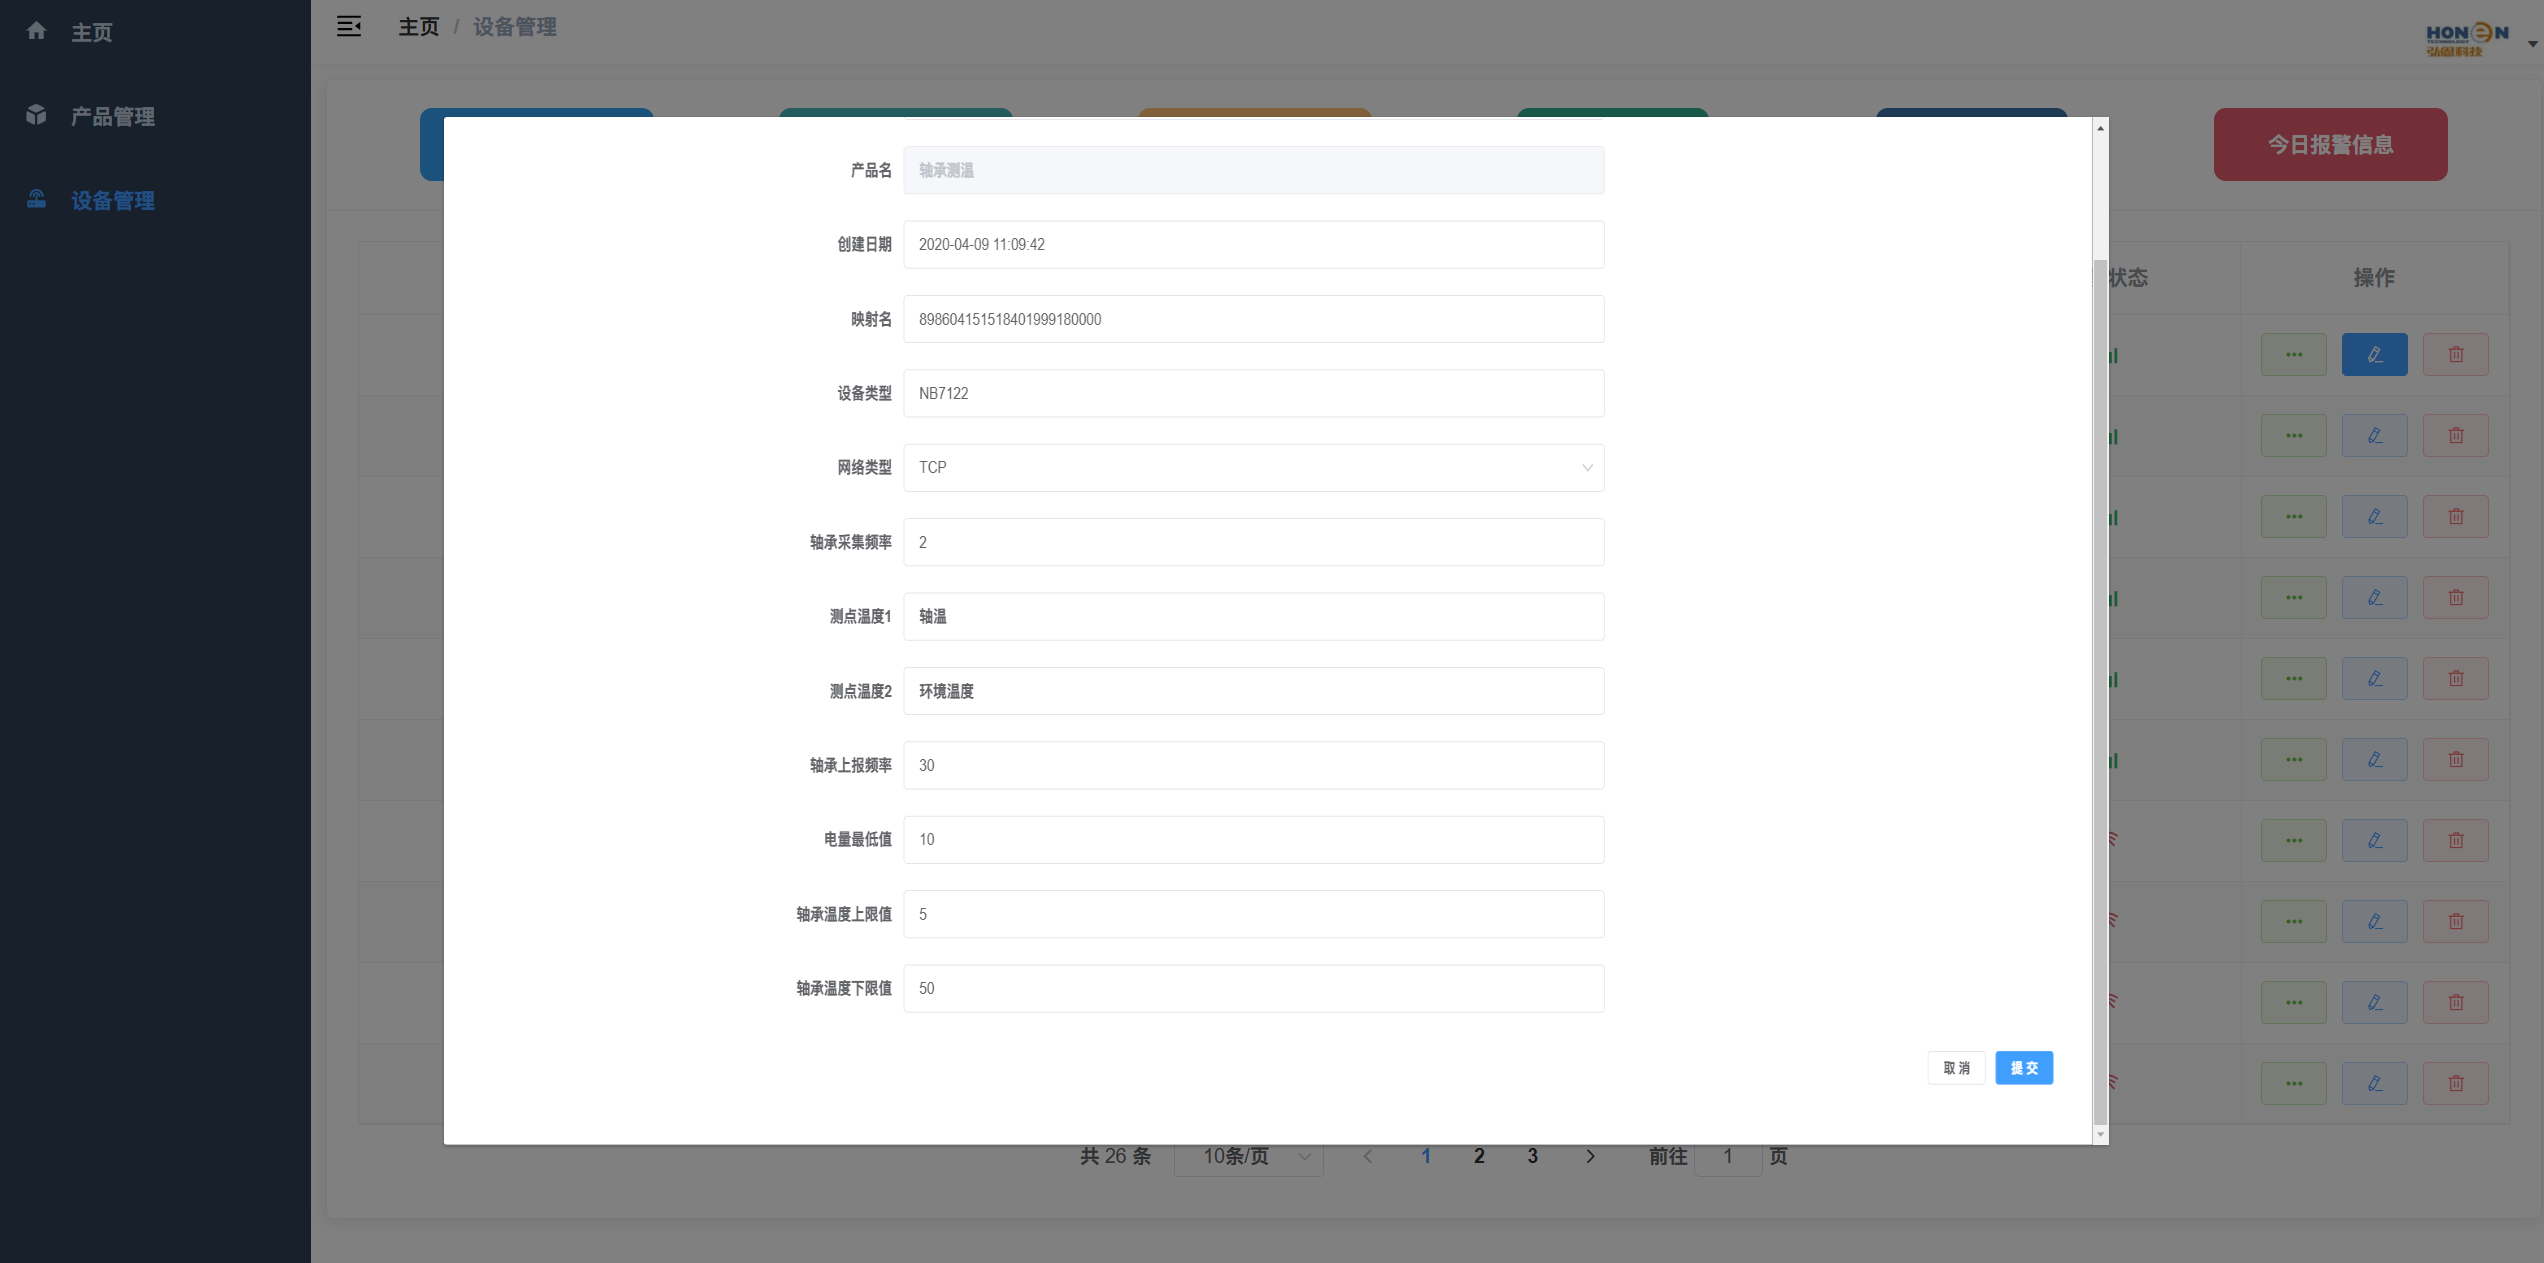 主页
产品管理
设备管理
主页 / 设备管理
HONeN
TECHNOLOGY
弘恩科技
今日报警信息
产品名 轴承测温
创建日期 2020-04-09 11:09:42
映射名 898604151518401999180000
设备类型 NB7122
网络类型 TCP
轴承采集频率 2
测点温度1 轴温
测点温度2 环境温度
轴承上报频率 30
电量最低值 10
轴承温度上限值 5
轴承温度下限值 50
取消 提交
状态 操作
共 26 条 10条/页 1 2 3 前往 1 页